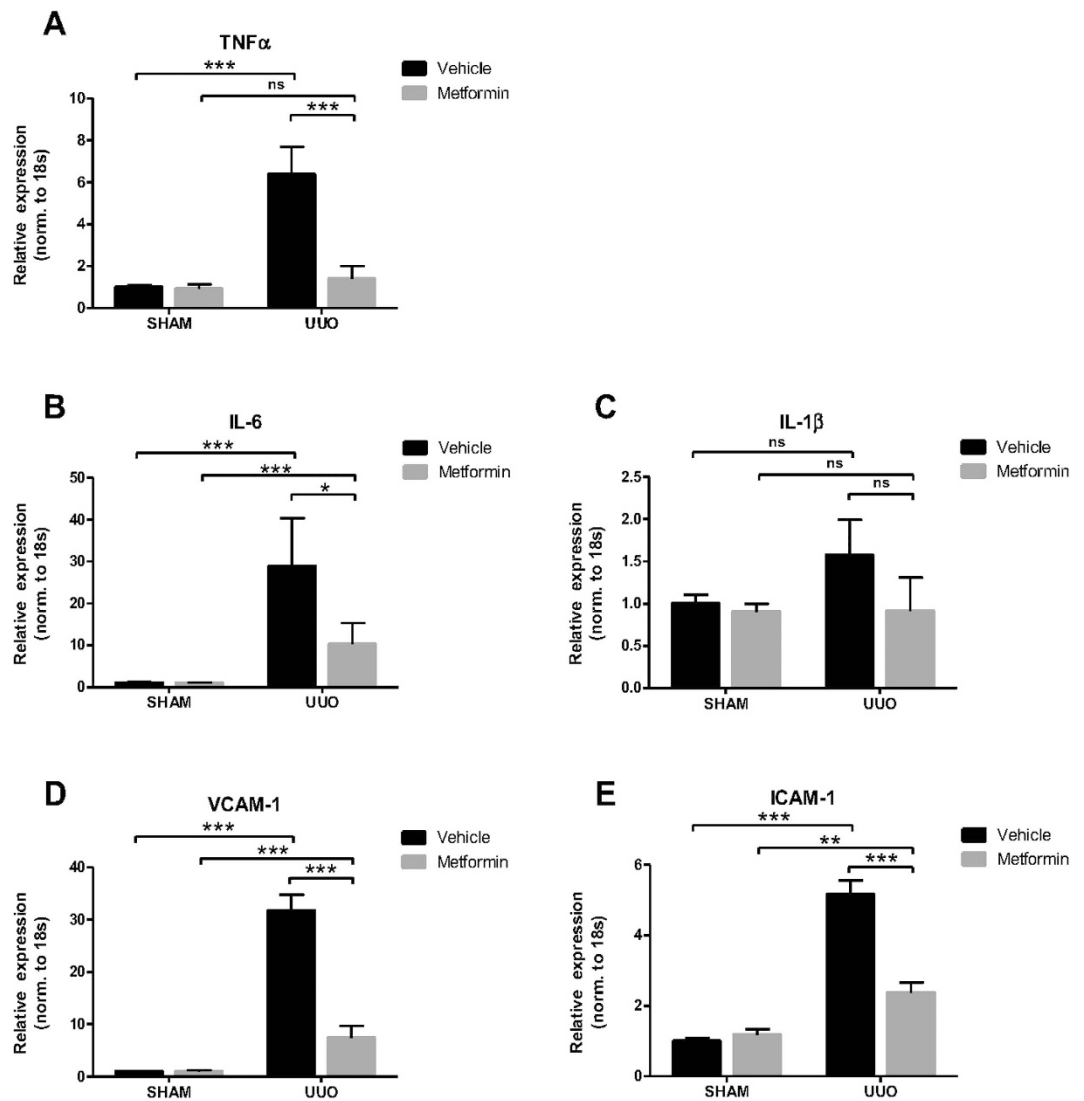 A
TNFα
Vehicle
Metformin
***
ns
***
Relative expression
(norm. to 18s)
10
8
6
4
2
0
SHAM
UUO
B
IL-6
Vehicle
Metformin
***
***
*
Relative expression
(norm. to 18s)
50
40
30
20
10
0
SHAM
UUO
C
IL-1β
Vehicle
Metformin
ns
ns
ns
Relative expression
(norm. to 18s)
2.5
2.0
1.5
1.0
0.5
0.0
SHAM
UUO
D
VCAM-1
Vehicle
Metformin
***
***
***
Relative expression
(norm. to 18s)
40
30
20
10
0
SHAM
UUO
E
ICAM-1
Vehicle
Metformin
***
**
***
Relative expression
(norm. to 18s)
6
4
2
0
SHAM
UUO